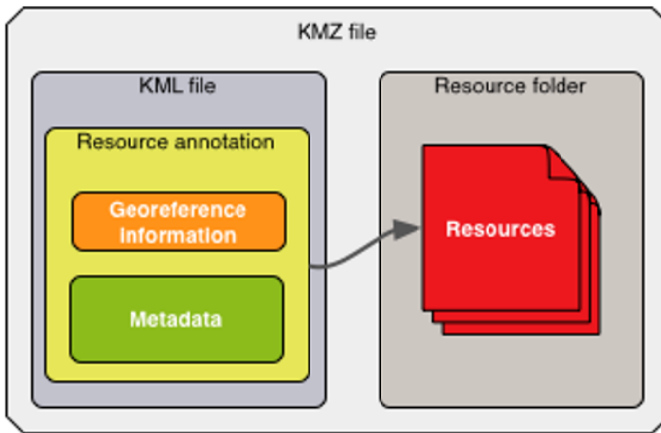 KMZ file
KML file
Resource folder
Resource annotation
Georeference
Information
Resources
Metadata